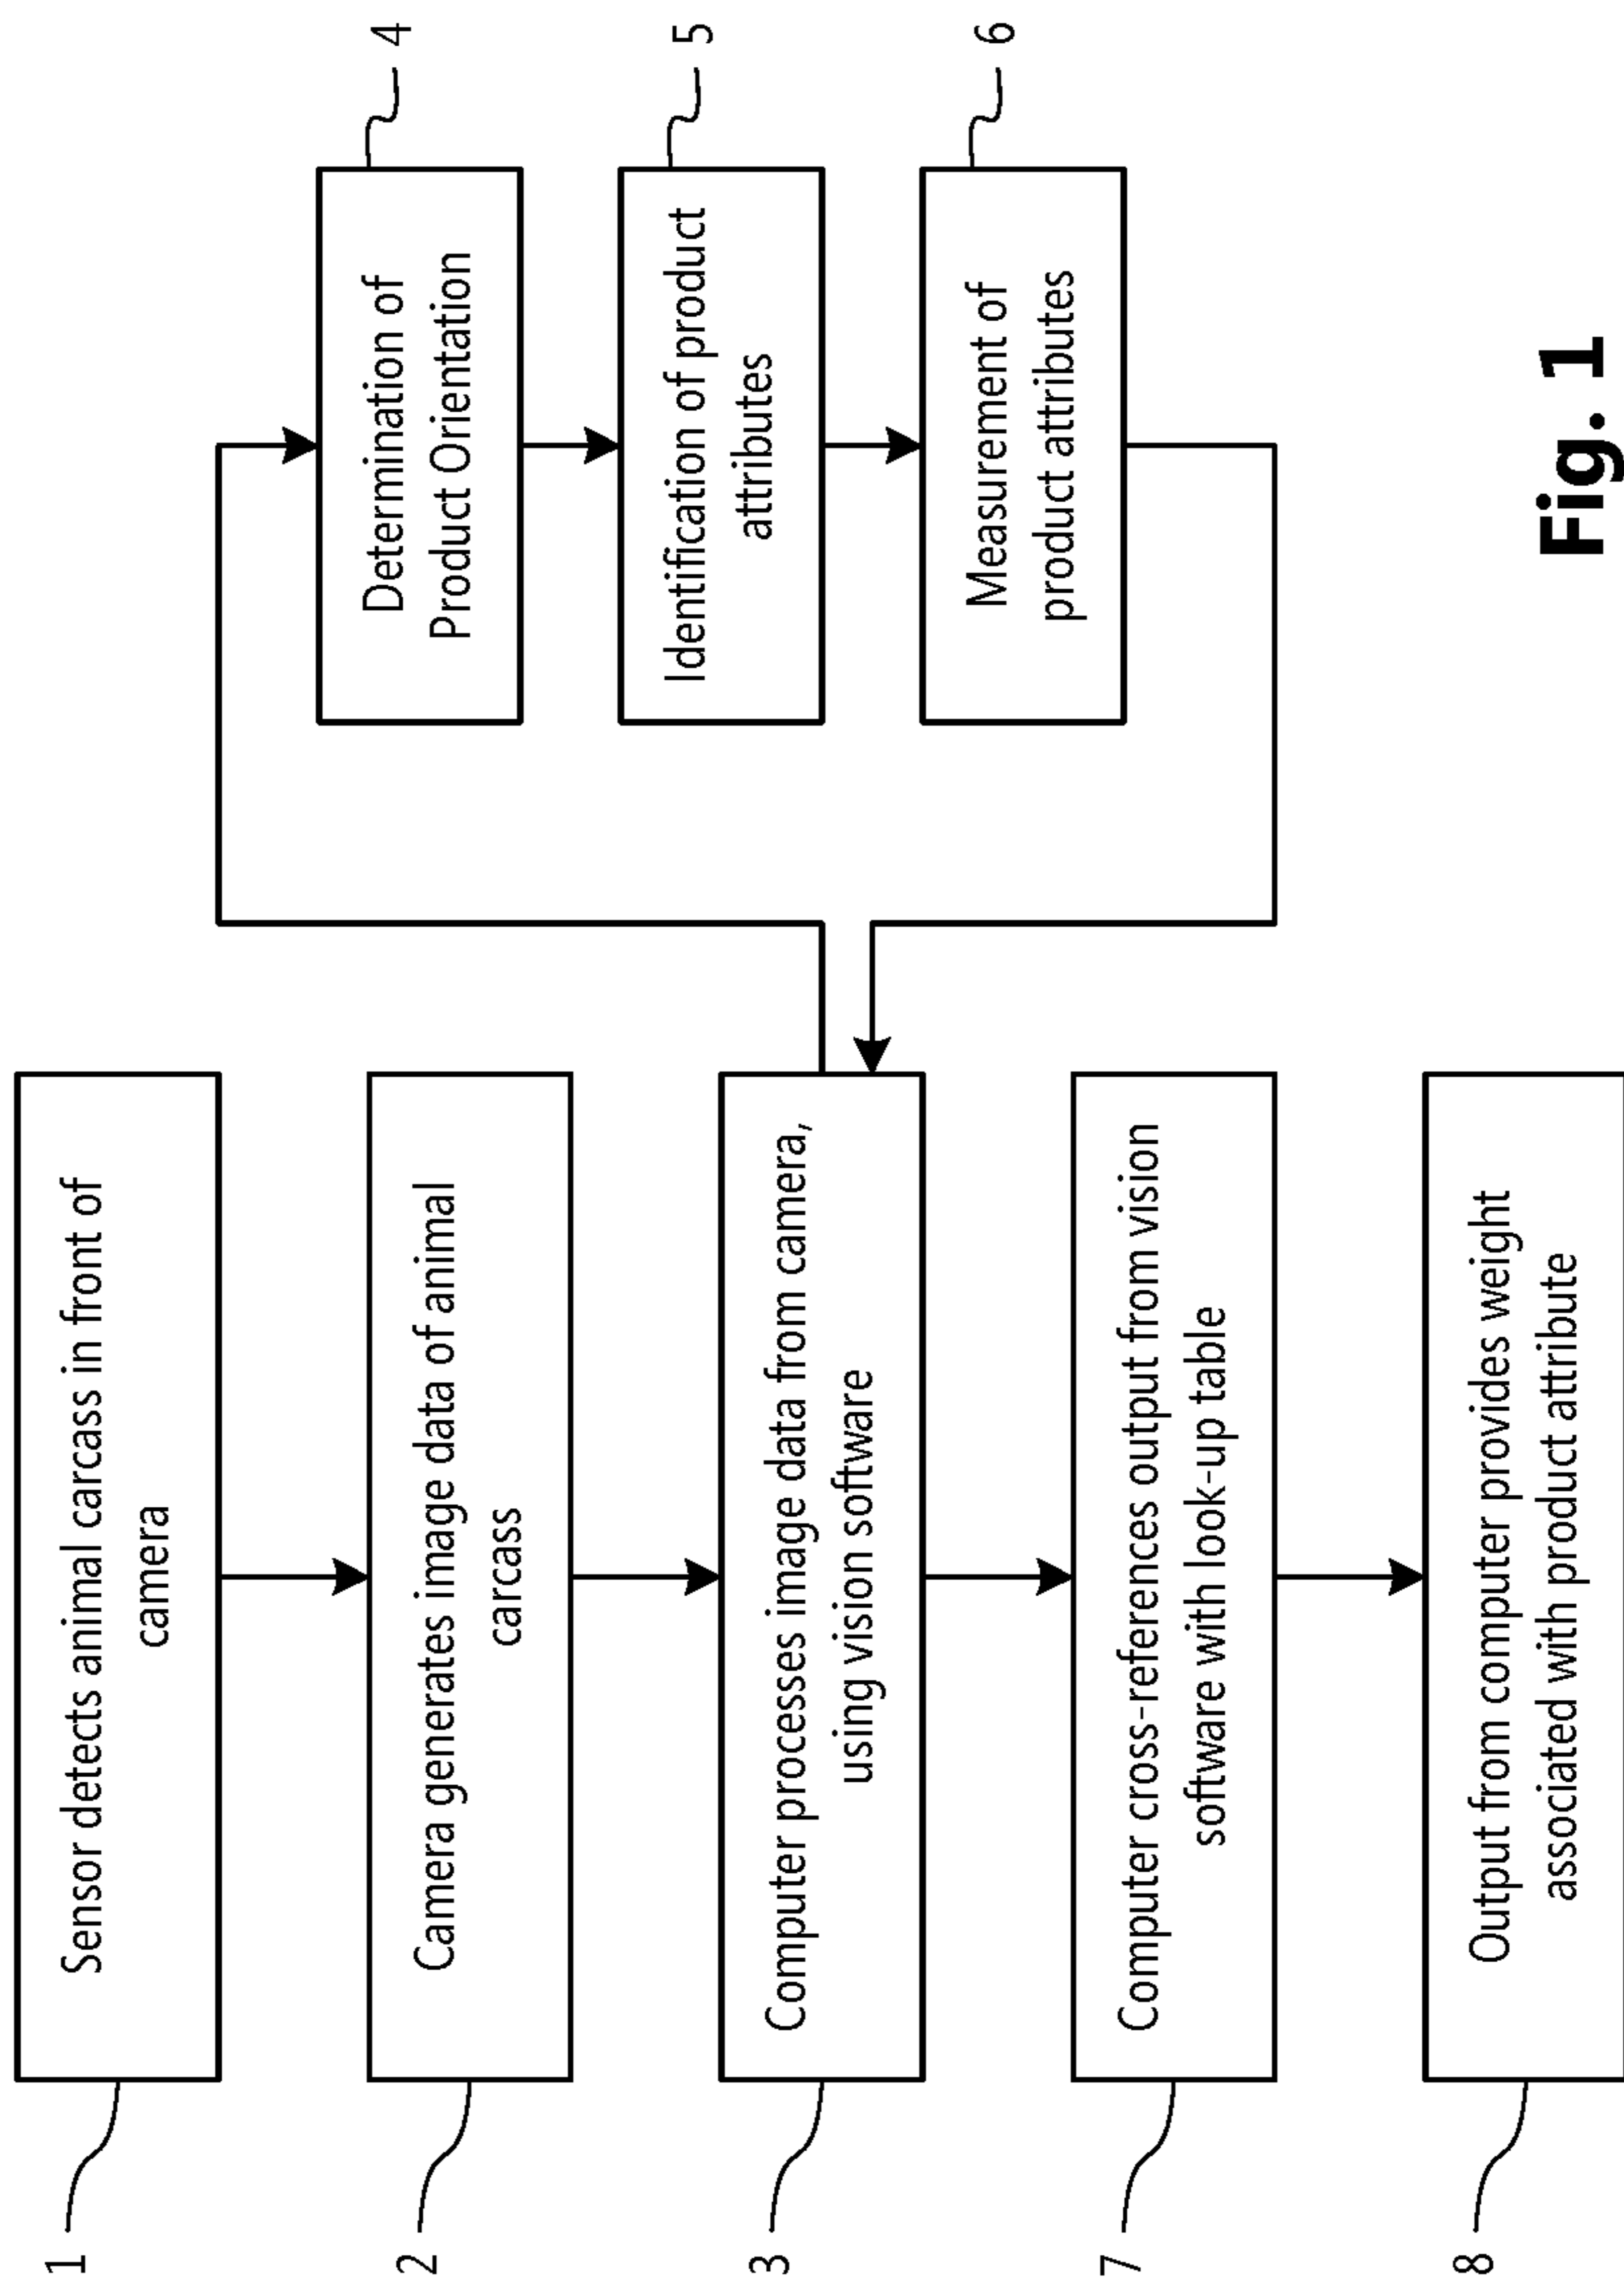 1
Sensor detects animal carcass in front of
camera
2
Camera generates image data of animal
carcass
3
Computer processes image data from camera,
using vision software
4
Determination of
Product Orientation
5
Identification of product
attributes
6
Measurement of
product attributes
7
Computer cross-references output from vision
software with look-up table
8
Output from computer provides weight
associated with product attribute
Fig. 1